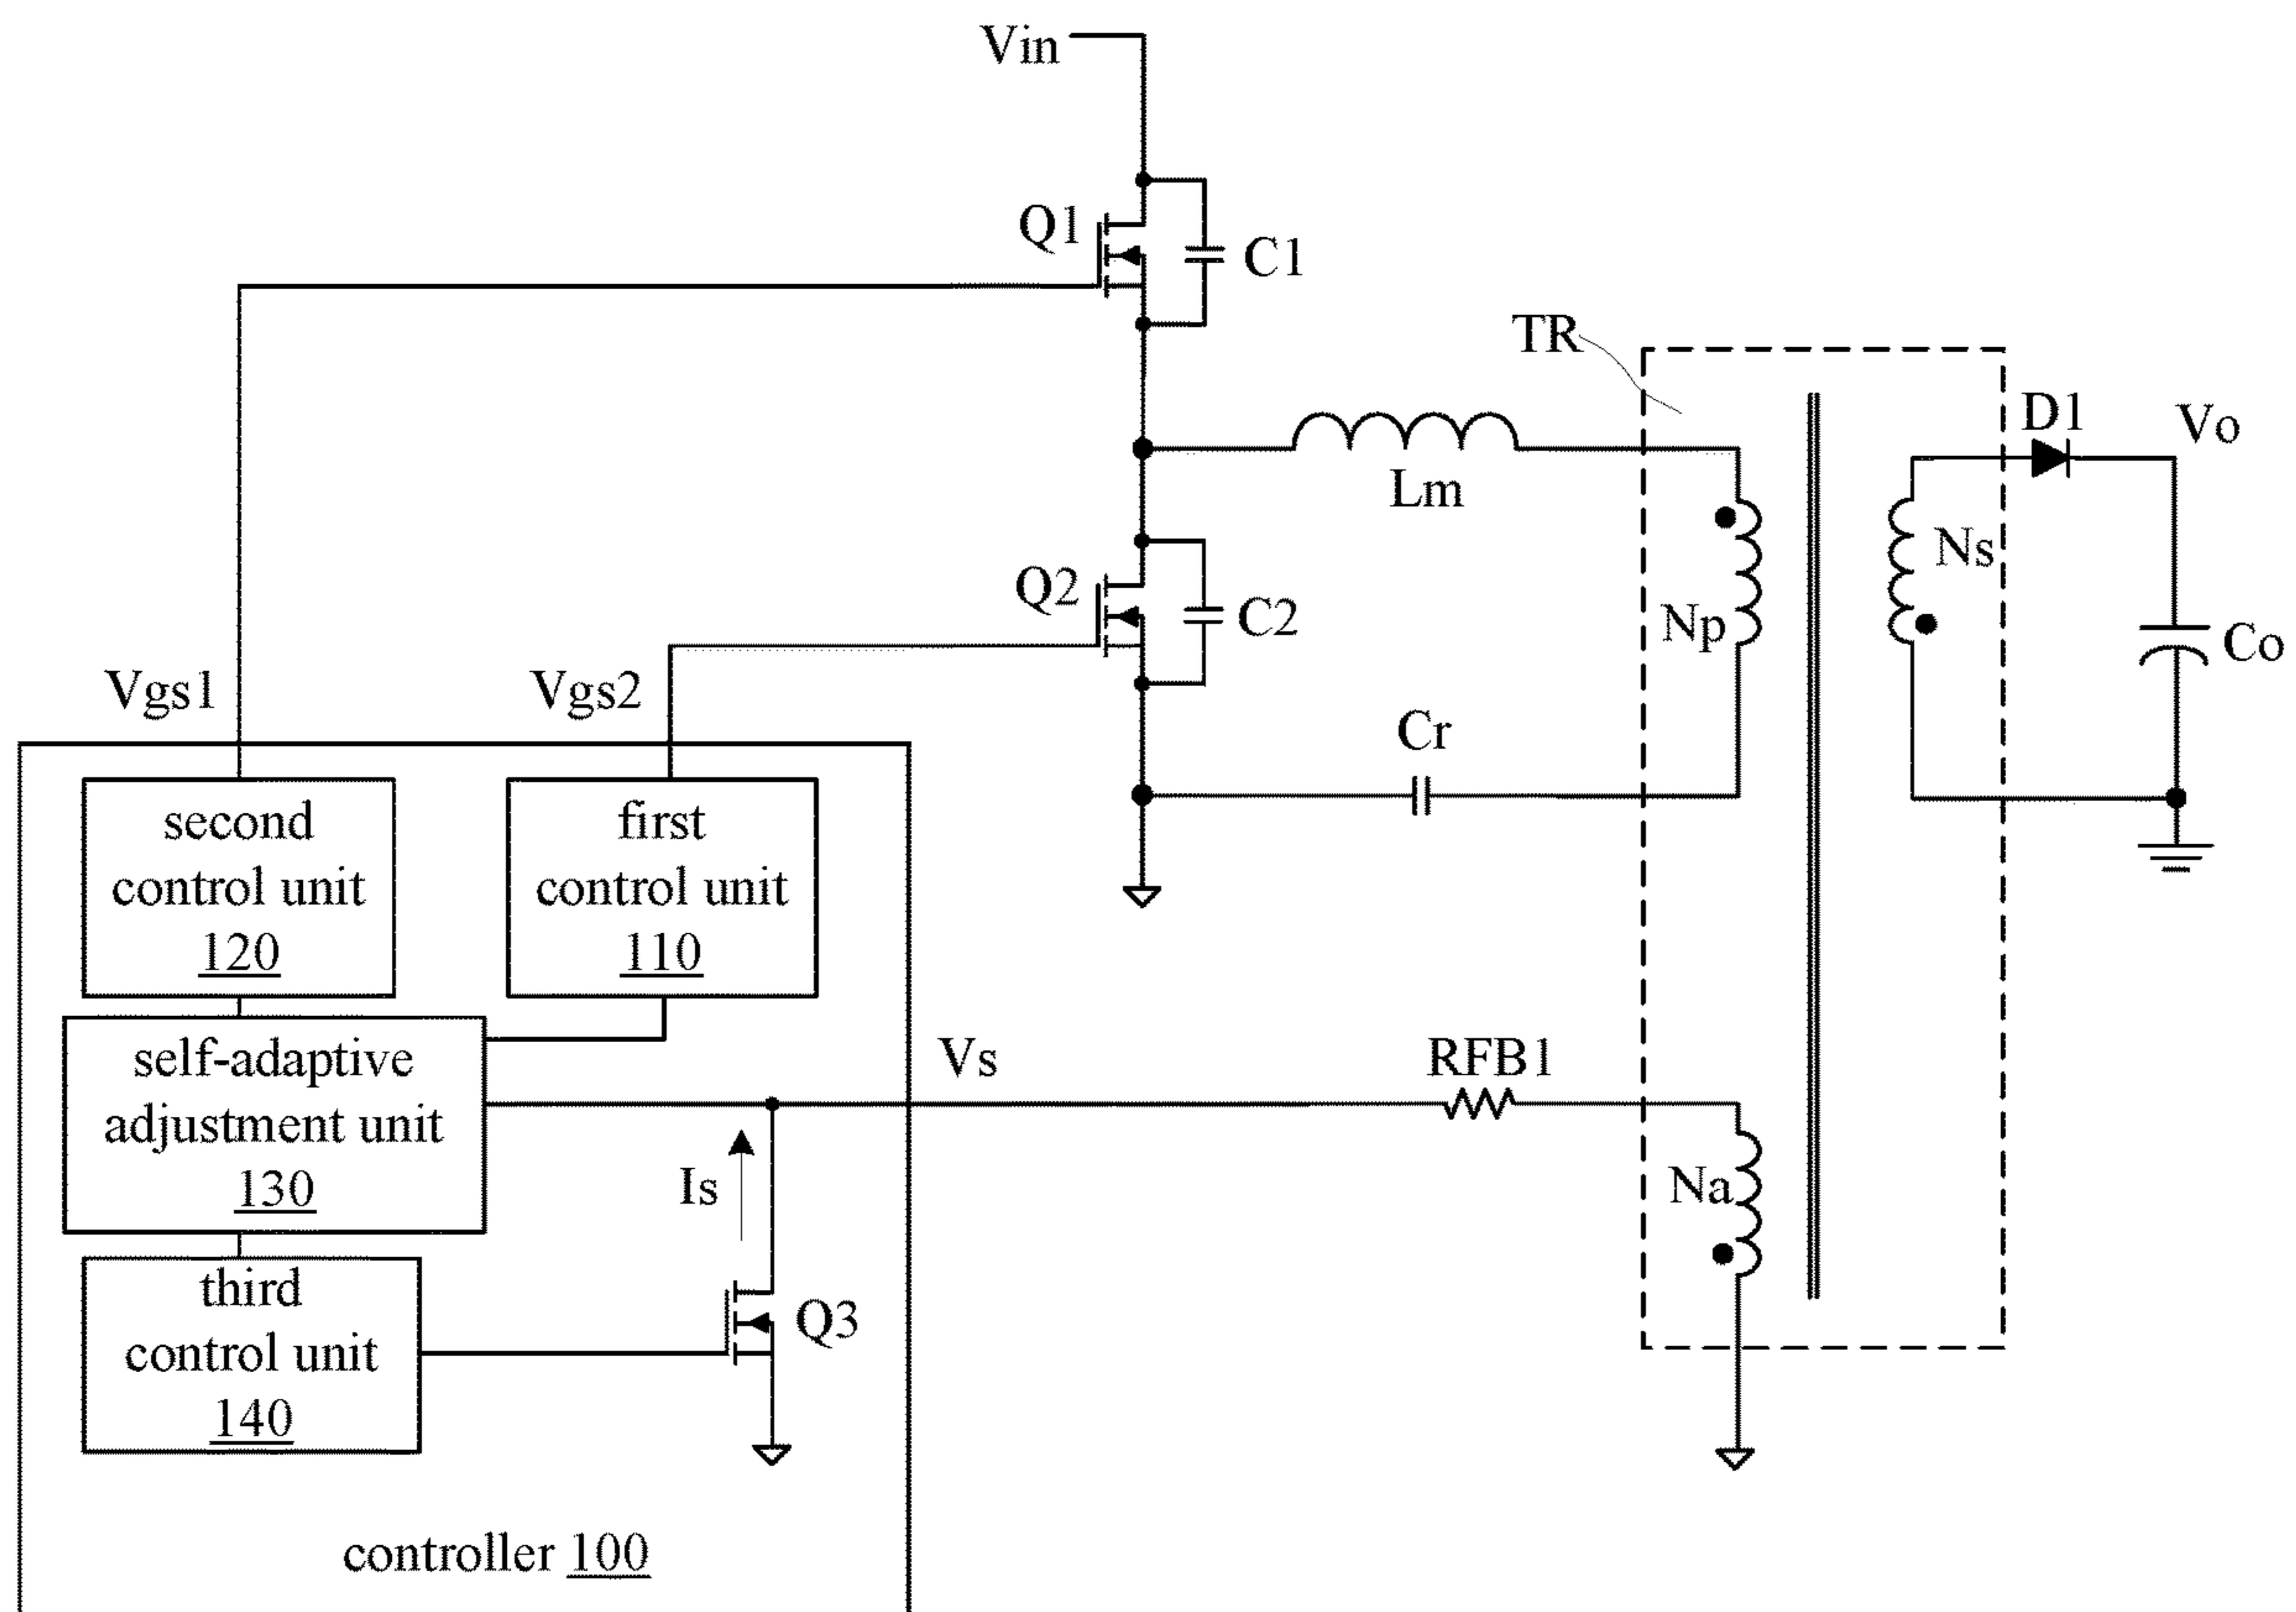 Vin
Q1
C1
TR
D1
Vo
Lm
Ns
Q2
C2
Np
Co
Vgs1
Vgs2
Cr
second
control unit
120
first
control unit
110
self-adaptive
adjustment unit
130
Vs
RFB1
Is
Na
third
control unit
140
Q3
controller 100